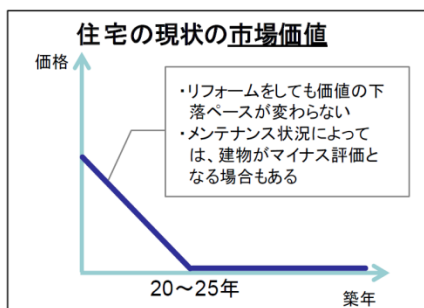 住宅の現状の市場価値
価格
・リフォームをしても価値の下
落ペースが変わらない
・メンテナンス状況によって
は、建物がマイナス評価と
なる場合もある
20～25年
築年